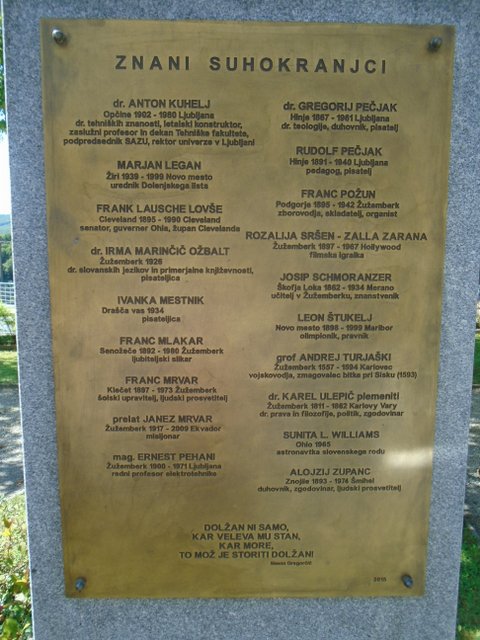 ZNANI SUHOKRANJCI
dr. ANTON KUHELJ
Opčine 1902 - 1980 Ljubljana
dr. tehniških znanosti, letalski konstruktor,
zaslužni profesor in dekan Tehniške fakultete,
podpredsednik SAZU, rektor univerze v Ljubljani
MARJAN LEGAN
Žiri 1939 - 1999 Novo mesto
urednik Dolenjskega lista
FRANK LAUSCHE LOVŠE
Cleveland 1895 - 1990 Cleveland
senator, guverner Ohia, župan Clevelanda
dr. IRMA MARINČIČ OŽBALT
Žužemberk 1926
dr. slovanskih jezikov in primerjalne književnosti,
pisateljica
IVANKA MESTNIK
Drašča vas 1934
pisateljica
FRANC MLAKAR
Senožeče 1892 - 1980 Žužemberk
ljubiteljski slikar
FRANC MRVAR
Klečet 1897 - 1973 Žužemberk
šolski upravitelj, ljudski prosvetitelj
prelat JANEZ MRVAR
Žužemberk 1917 - 2009 Ekvador
misijonar
mag. ERNEST PEHANI
Žužemberk 1900 - 1971 Ljubljana
redni profesor elektrotehnike
dr. GREGORIJ PEČJAK
Hinje 1867 - 1961 Ljubljana
dr. teologije, duhovnik, pisatelj
RUDOLF PEČJAK
Hinje 1891 - 1940 Ljubljana
pedagog, pisatelj
FRANC POŽUN
Podgorje 1895 - 1942 Žužemberk
zborovodja, skladatelj, organist
ROZALIJA SRŠEN - ZALLA ZARANA
Žužemberk 1897 - 1967 Hollywood
filmska igralka
JOSIP SCHMORANZER
Škofja Loka 1862 - 1934 Merano
učitelj v Žužemberku, znanstvenik
LEON ŠTUKELJ
Novo mesto 1898 - 1999 Maribor
olimpionik, pravnik
grof ANDREJ TURJAŠKI
Žužemberk 1557 - 1594 Karlovec
vojskovodja, zmagovalec bitke pri Sisku (1593)
dr. KAREL ULEPIČ plemeniti
Žužemberk 1811 - 1862 Karlovy Vary
dr. prava in filozofije, politik, zgodovinar
SUNITA L. WILLIAMS
Ohio 1965
astronavtka slovenskega rodu
ALOJZIJ ZUPANC
Znojile 1893 - 1974 Šmihel
duhovnik, zgodovinar, ljudski prosvetitelj
DOLŽAN NI SAMO,
KAR VELEVA MU STAN,
KAR MORE,
TO MOŽ JE STORITI DOLŽAN!
Simon Gregorčič
2015